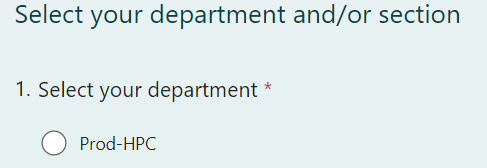 Select your department and/or section
1. Select your department *
Prod-HPC